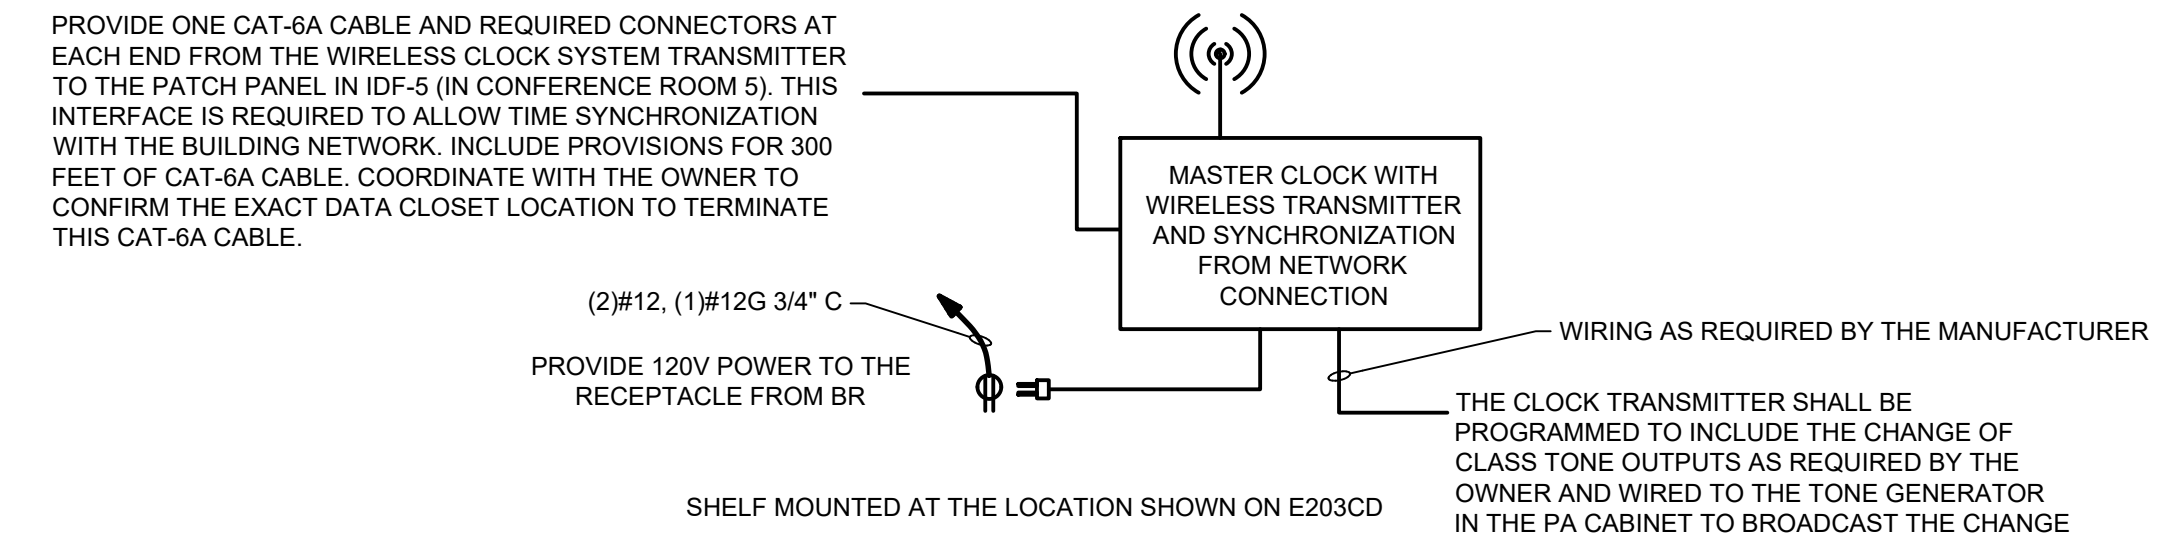 PROVIDE ONE CAT-6A CABLE AND REQUIRED CONNECTORS AT
EACH END FROM THE WIRELESS CLOCK SYSTEM TRANSMITTER
TO THE PATCH PANEL IN IDF-5 (IN CONFERENCE ROOM 5). THIS
INTERFACE IS REQUIRED TO ALLOW TIME SYNCHRONIZATION
WITH THE BUILDING NETWORK. INCLUDE PROVISIONS FOR 300
FEET OF CAT-6A CABLE. COORDINATE WITH THE OWNER TO
CONFIRM THE EXACT DATA CLOSET LOCATION TO TERMINATE
THIS CAT-6A CABLE.
MASTER CLOCK WITH
WIRELESS TRANSMITTER
AND SYNCHRONIZATION
FROM NETWORK
CONNECTION
(2)#12, (1)#12G 3/4" C
PROVIDE 120V POWER TO THE
RECEPTACLE FROM BR
WIRING AS REQUIRED BY THE MANUFACTURER
THE CLOCK TRANSMITTER SHALL BE
PROGRAMMED TO INCLUDE THE CHANGE OF
CLASS TONE OUTPUTS AS REQUIRED BY THE
OWNER AND WIRED TO THE TONE GENERATOR
IN THE PA CABINET TO BROADCAST THE CHANGE
SHELF MOUNTED AT THE LOCATION SHOWN ON E203CD